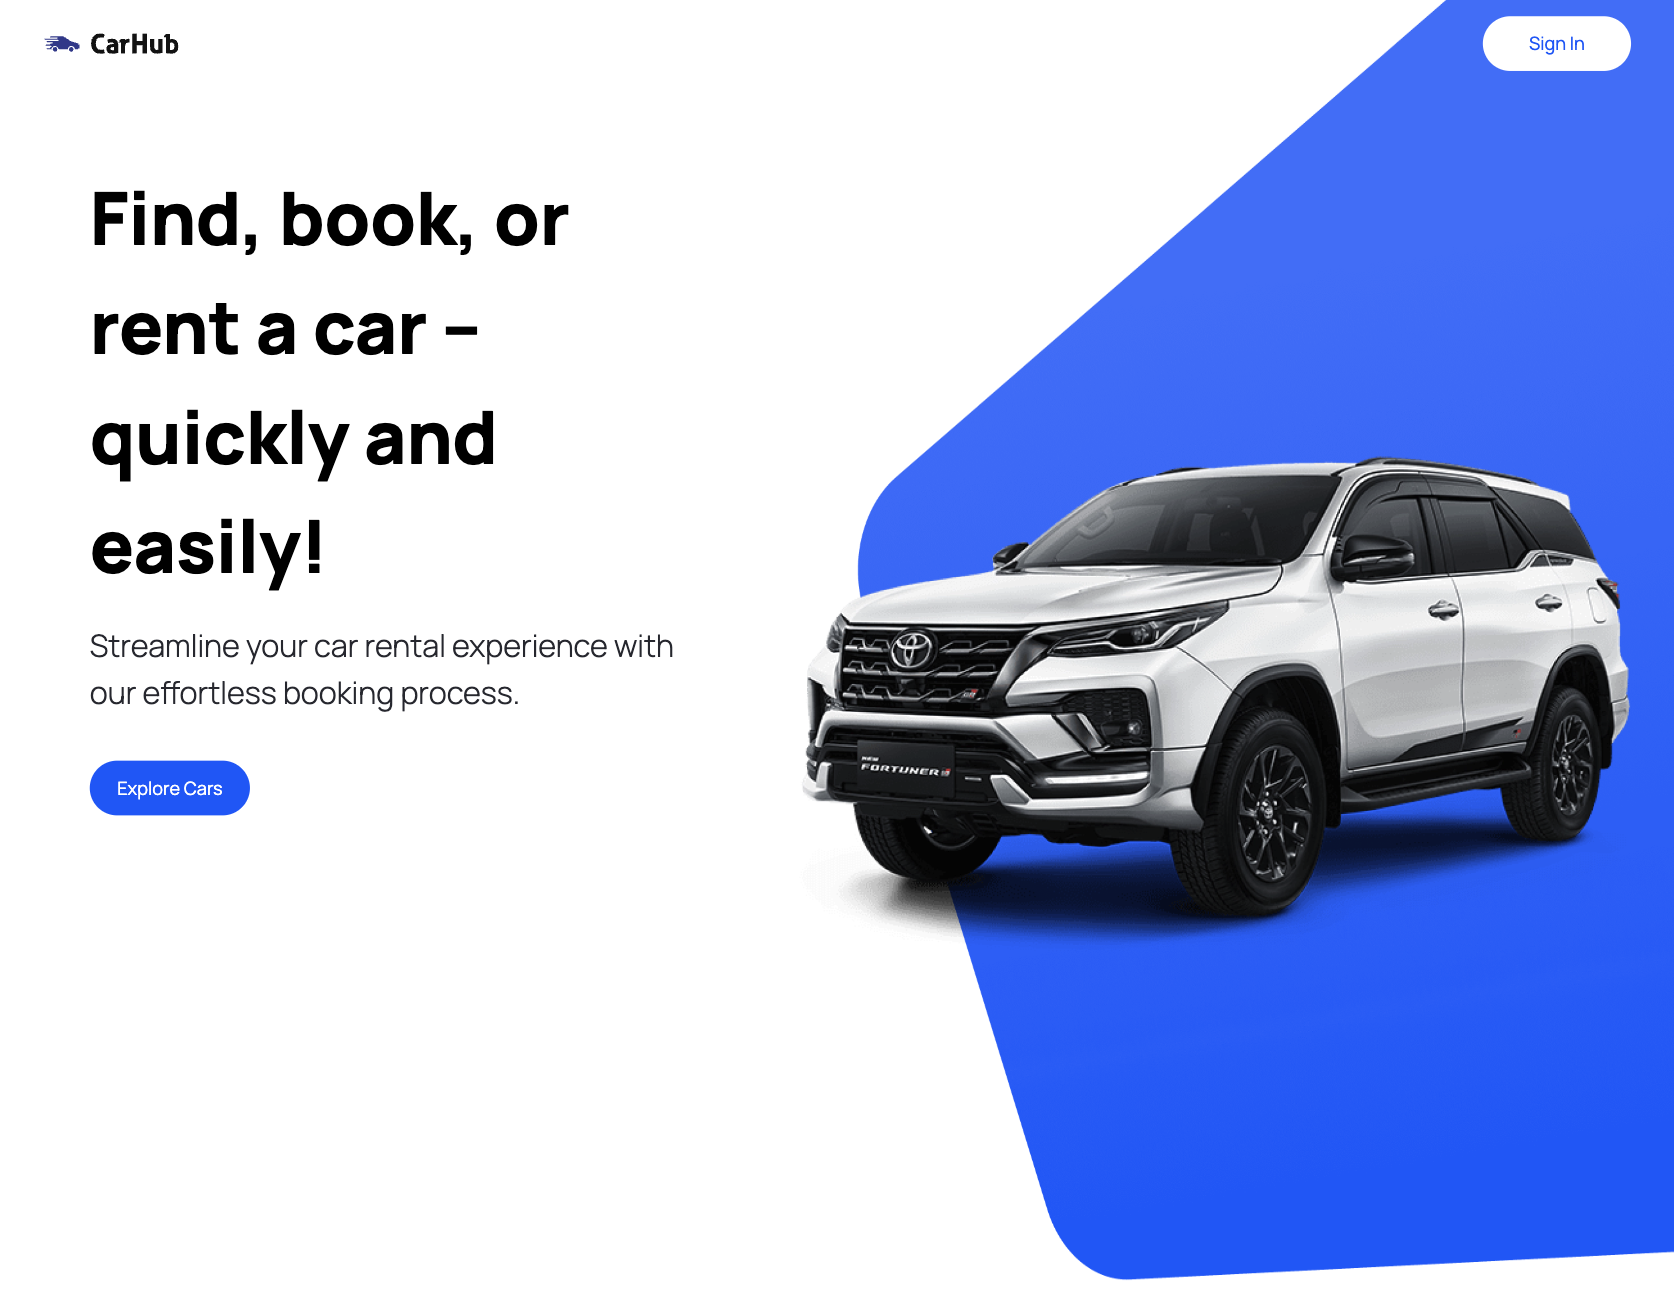 CarHub
Sign In
Find, book, or
rent a car –
quickly and
easily!
Streamline your car rental experience with
our effortless booking process.
Explore Cars
NEW
FORTUNER